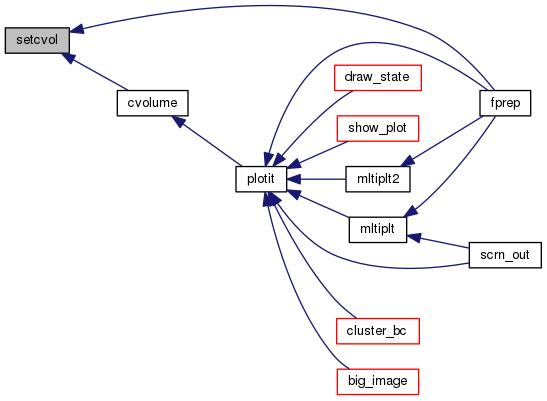 setcvol
cvolume
plotit
draw_state
show_plot
mltiplt2
mltiplt
fprep
scrn_out
cluster_bc
big_image